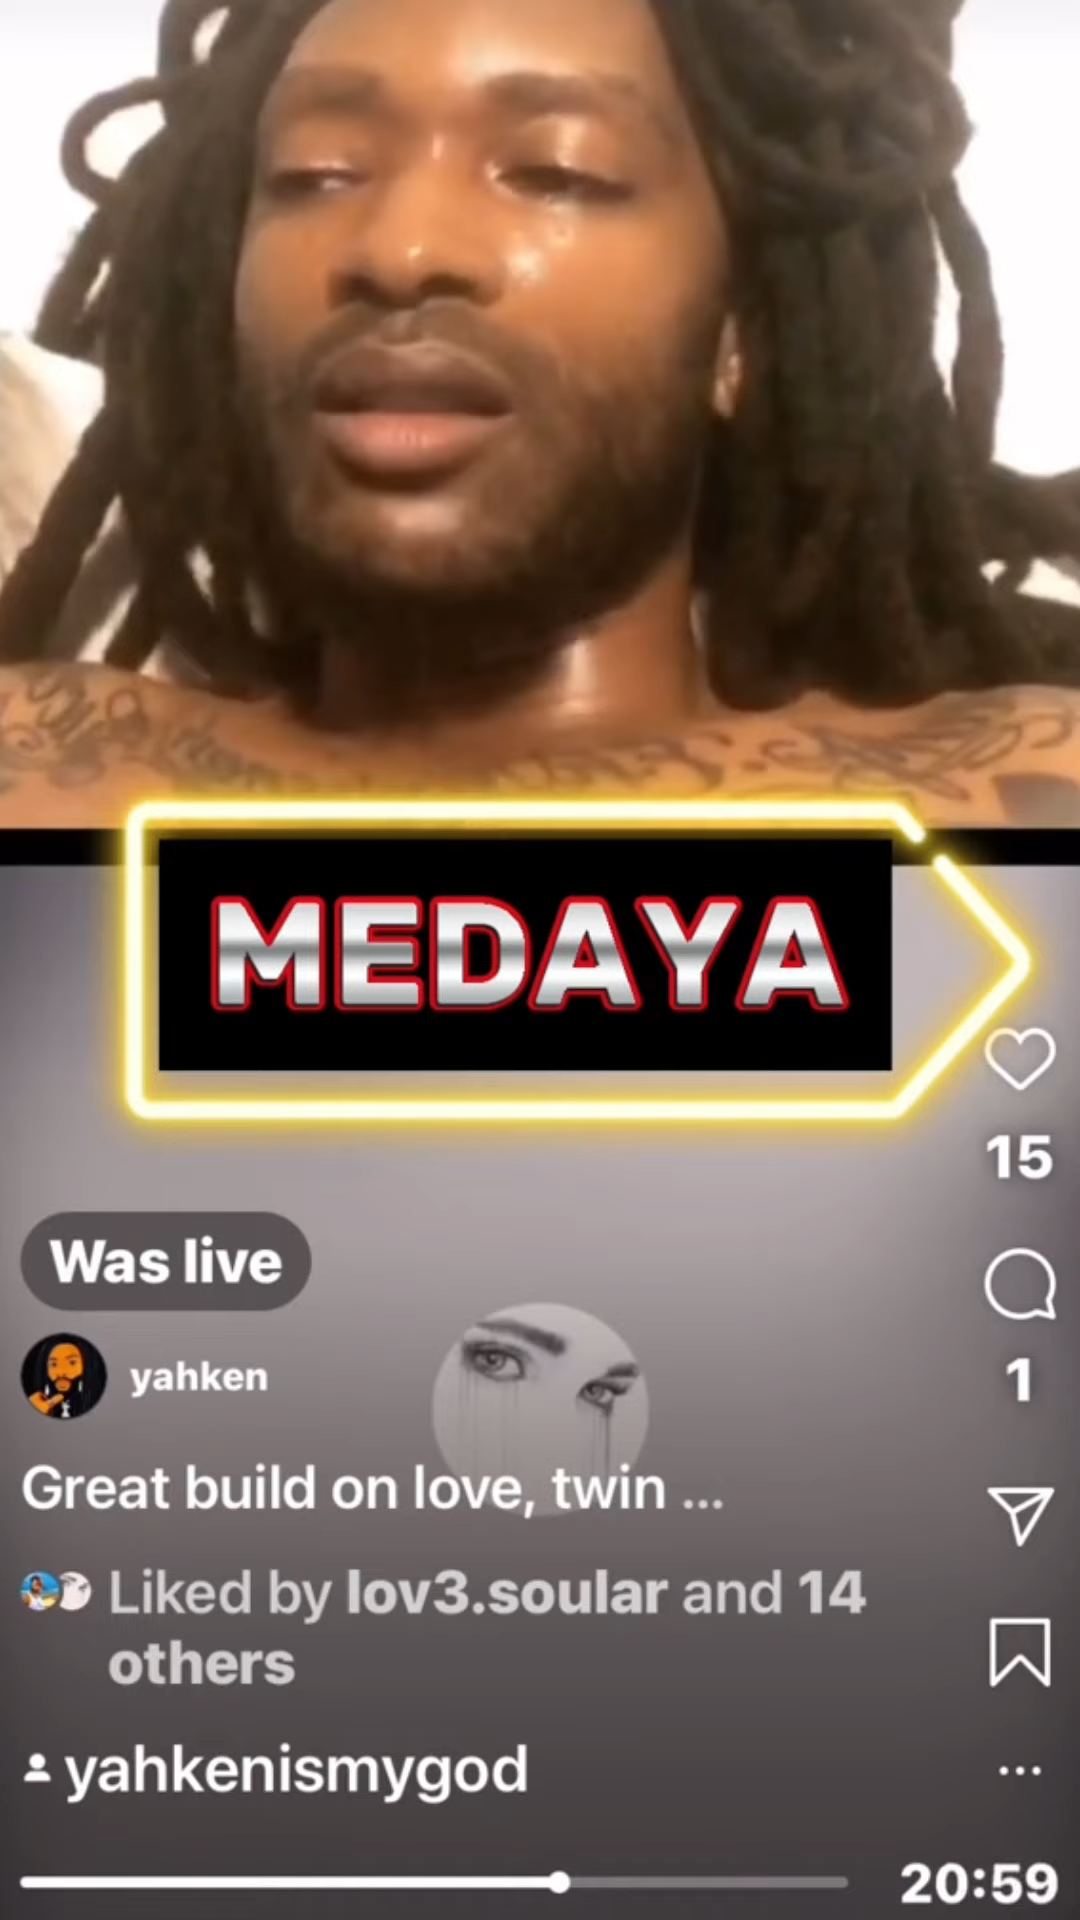 MEDAYA
15
Was live
1
yahken
Great build on love, twin ...
Liked by lov3.soular and 14
others
yahkenismygod
20:59